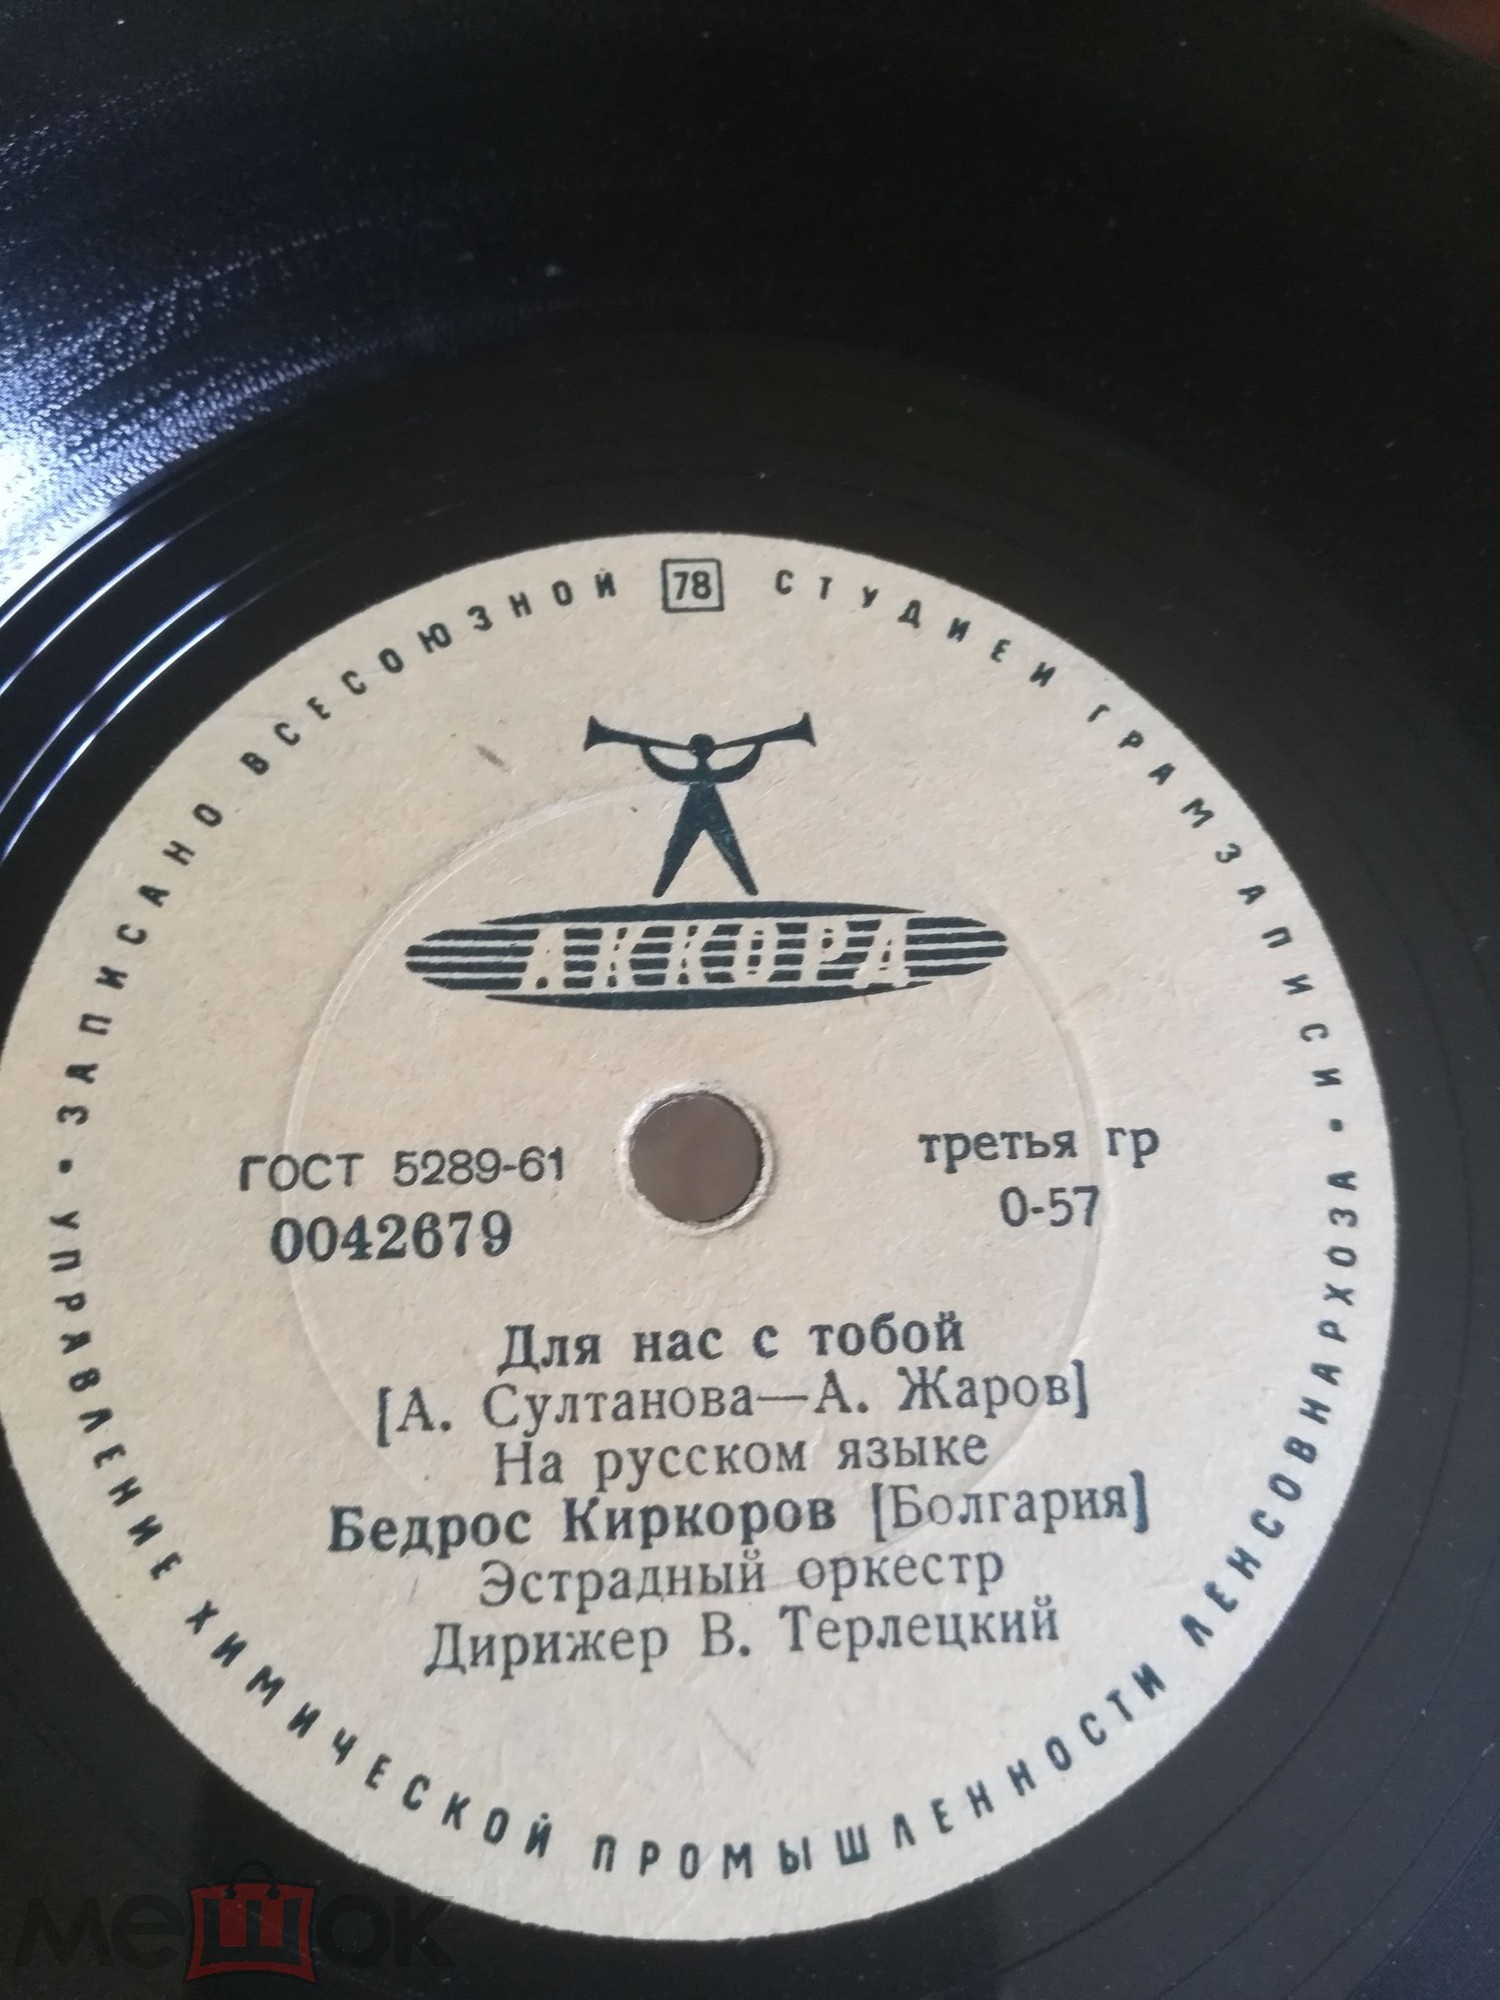 ЗАПИСАНО ВСЕСОЮЗНОЙ 78 СТУДИЕЙ ГРАМЗАПИСИ
АККОРД
ГОСТ 5289-61
третья гр
0042679
0-57
Для нас с тобой
[А. Султанова—А. Жаров]
На русском языке
Бедрос Киркоров [Болгария]
Эстрадный оркестр
Дирижер В. Терлецкий
• УПРАВЛЕНИЕ ХИМИЧЕСКОЙ ПРОМЫШЛЕННОСТИ ЛЕНСОВНАРХОЗА •
мешок